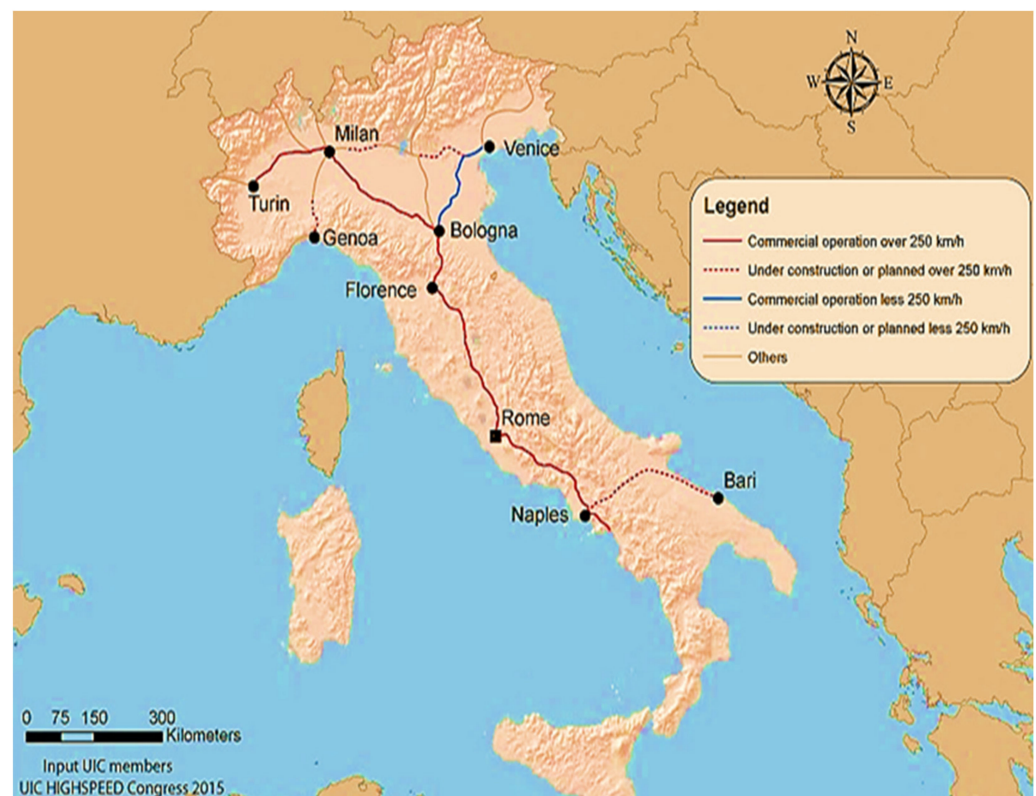 N
W E
S
Milan
Venice
Turin
Genoa
Bologna
Florence
Rome
Naples
Bari
Legend
Commercial operation over 250 km/h
Under construction or planned over 250 km/h
Commercial operation less 250 km/h
Under construction or planned less 250 km/h
Others
0 75 150 300
Kilometers
Input UIC members
UIC HIGHSPEED Congress 2015